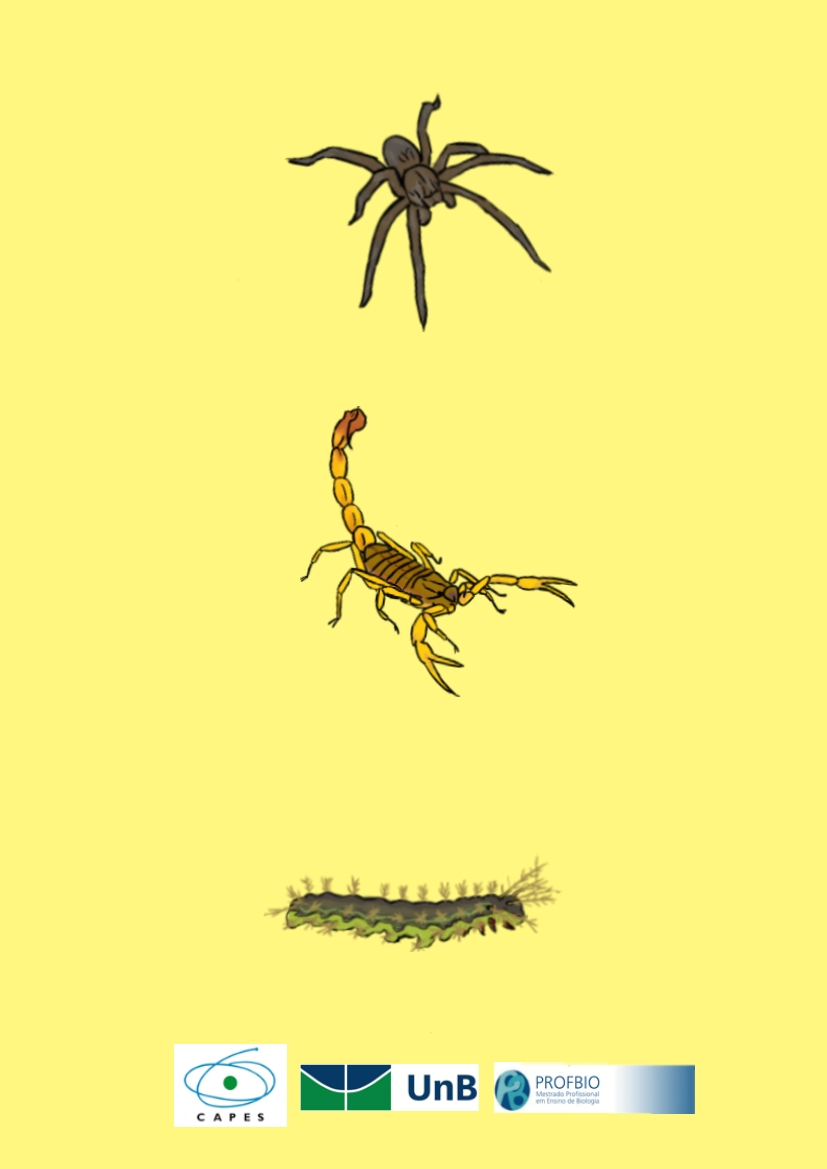 CAPES
UnB
PROFBIO
Mestrado Profissional
em Ensino de Biologia